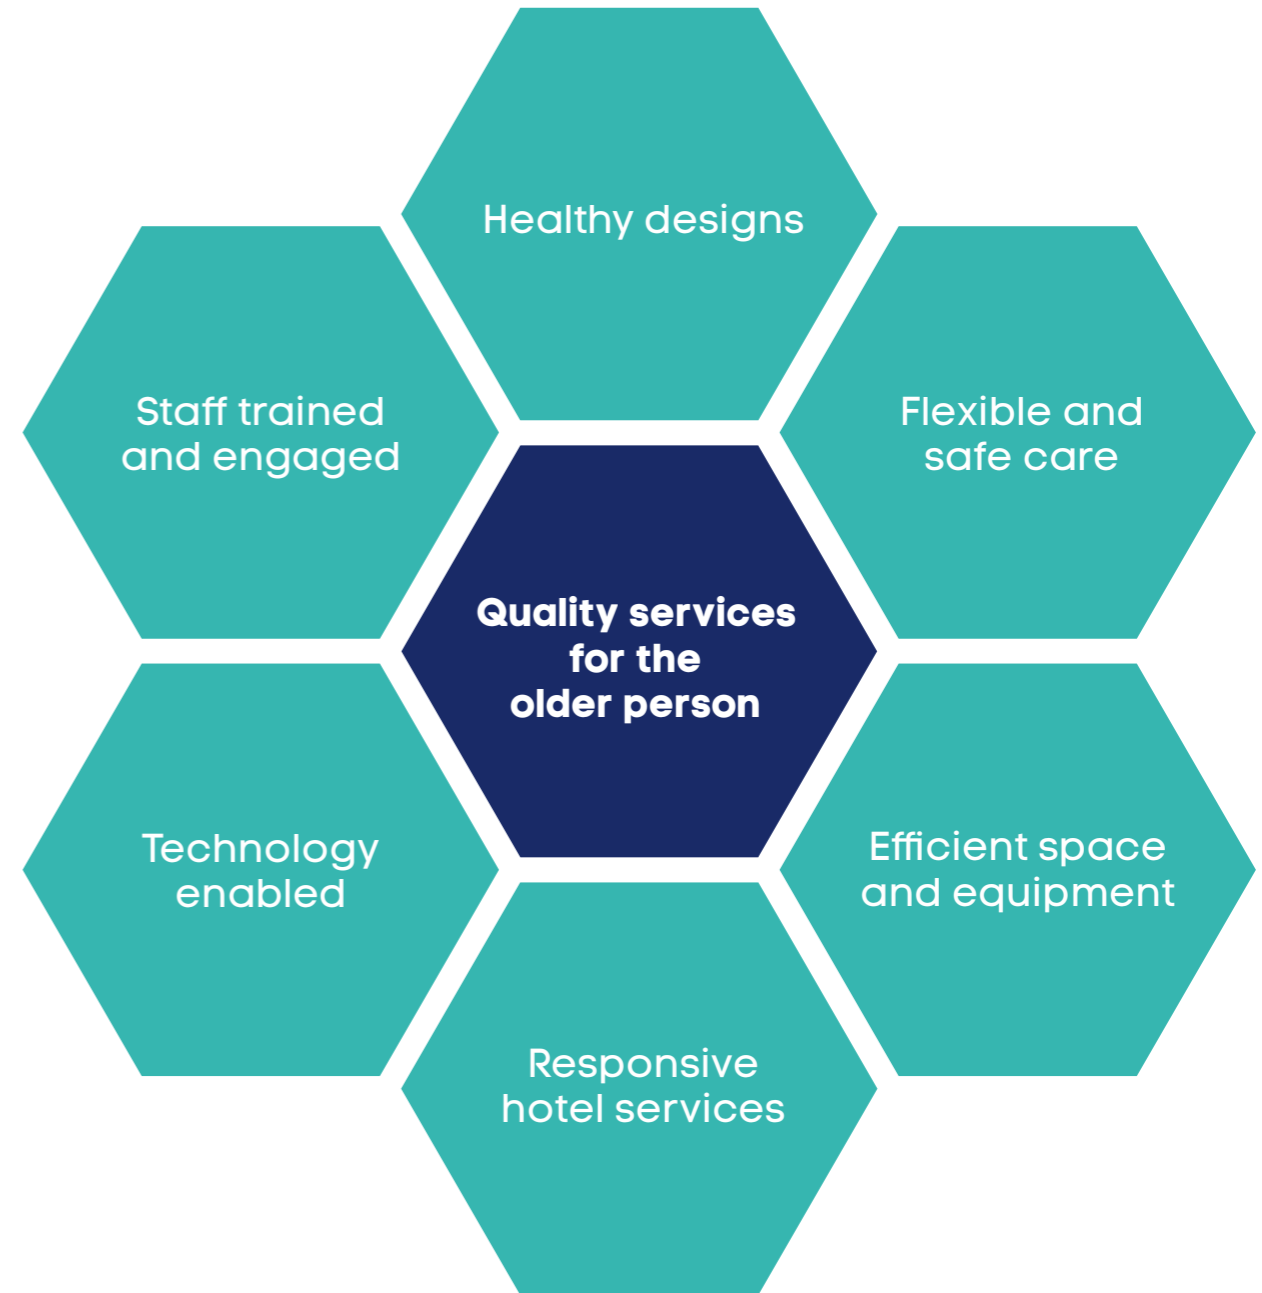 Healthy designs
Staff trained
and engaged
Flexible and
safe care
Quality services
for the
older person
Technology
enabled
Efficient space
and equipment
Responsive
hotel services